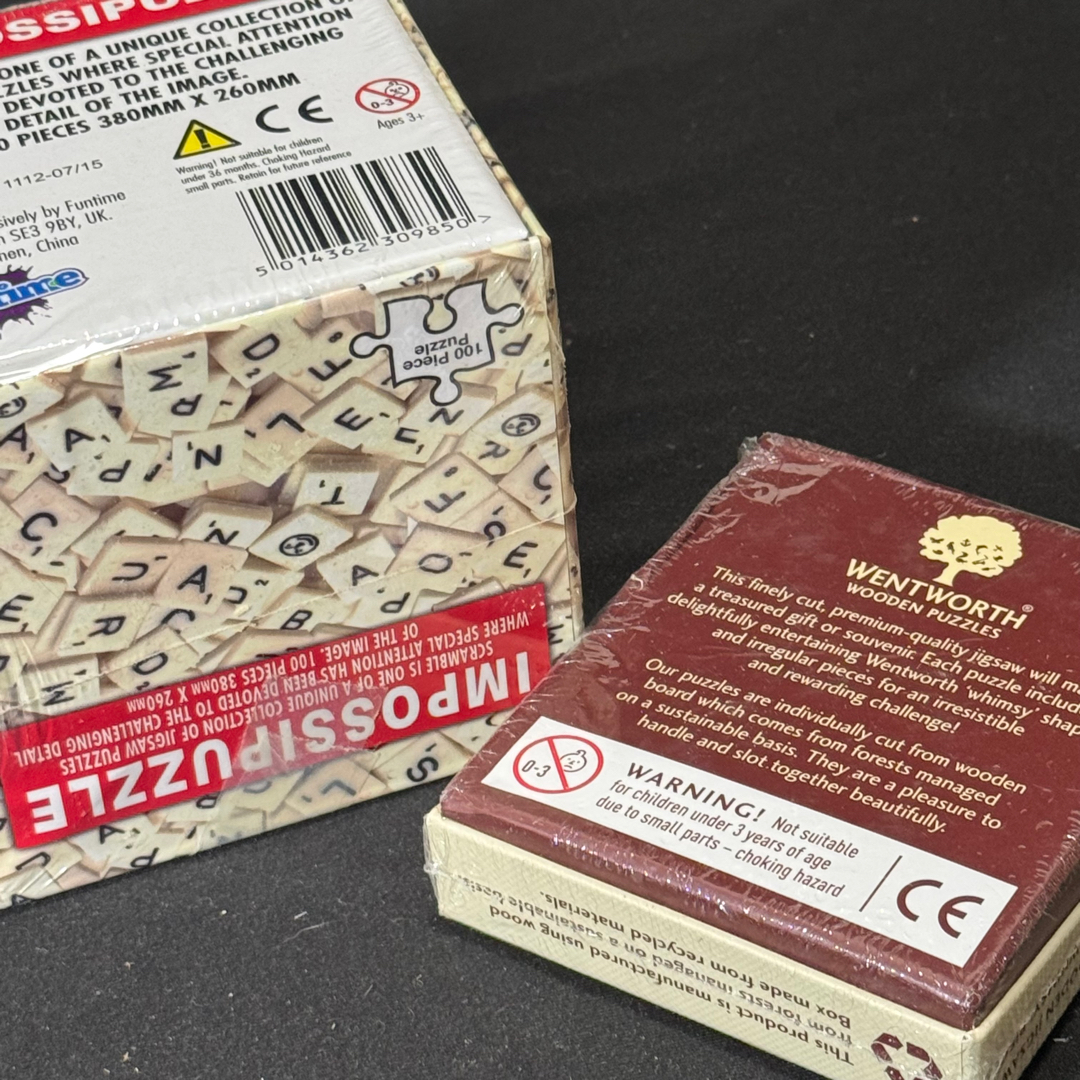 ONE OF A UNIQUE COLLECTION
WHERE SPECIAL ATTENTION
DEVOTED TO THE CHALLENGING
DETAIL OF THE IMAGE.
PIECES 380MM X 260MM
CE
0-3
Ages 3+
Warning! Not suitable for children
under 36 months. Choking Hazard
small parts. Retain for future reference
1112-07/15
by Funtime
SE3 9BY, UK.
China
5 014362 309850 >
100 Piece
Puzzle
IMPOSSIPUZZLE
SCRAMBLE IS ONE OF A UNIQUE COLLECTION OF JIGSAW PUZZLES
WHERE SPECIAL ATTENTION HAS BEEN DEVOTED TO THE CHALLENGING DETAIL
OF THE IMAGE. 100 PIECES 380MM X 260MM
WENTWORTH®
WOODEN PUZZLES
This finely cut, premium-quality jigsaw will
a treasured gift or souvenir. Each puzzle
delightfully entertaining Wentworth 'whimsy'
and irregular pieces for an irresistible
and rewarding challenge!
Our puzzles are individually cut from wooden
board which comes from forests managed
on a sustainable basis. They are a pleasure to
handle and slot together beautifully.
0-3
WARNING! Not suitable
for children under 3 years of age
due to small parts – choking hazard
CE
This product is manufactured using wood
from forests managed on a sustainable basis.
Box made from recycled materials.